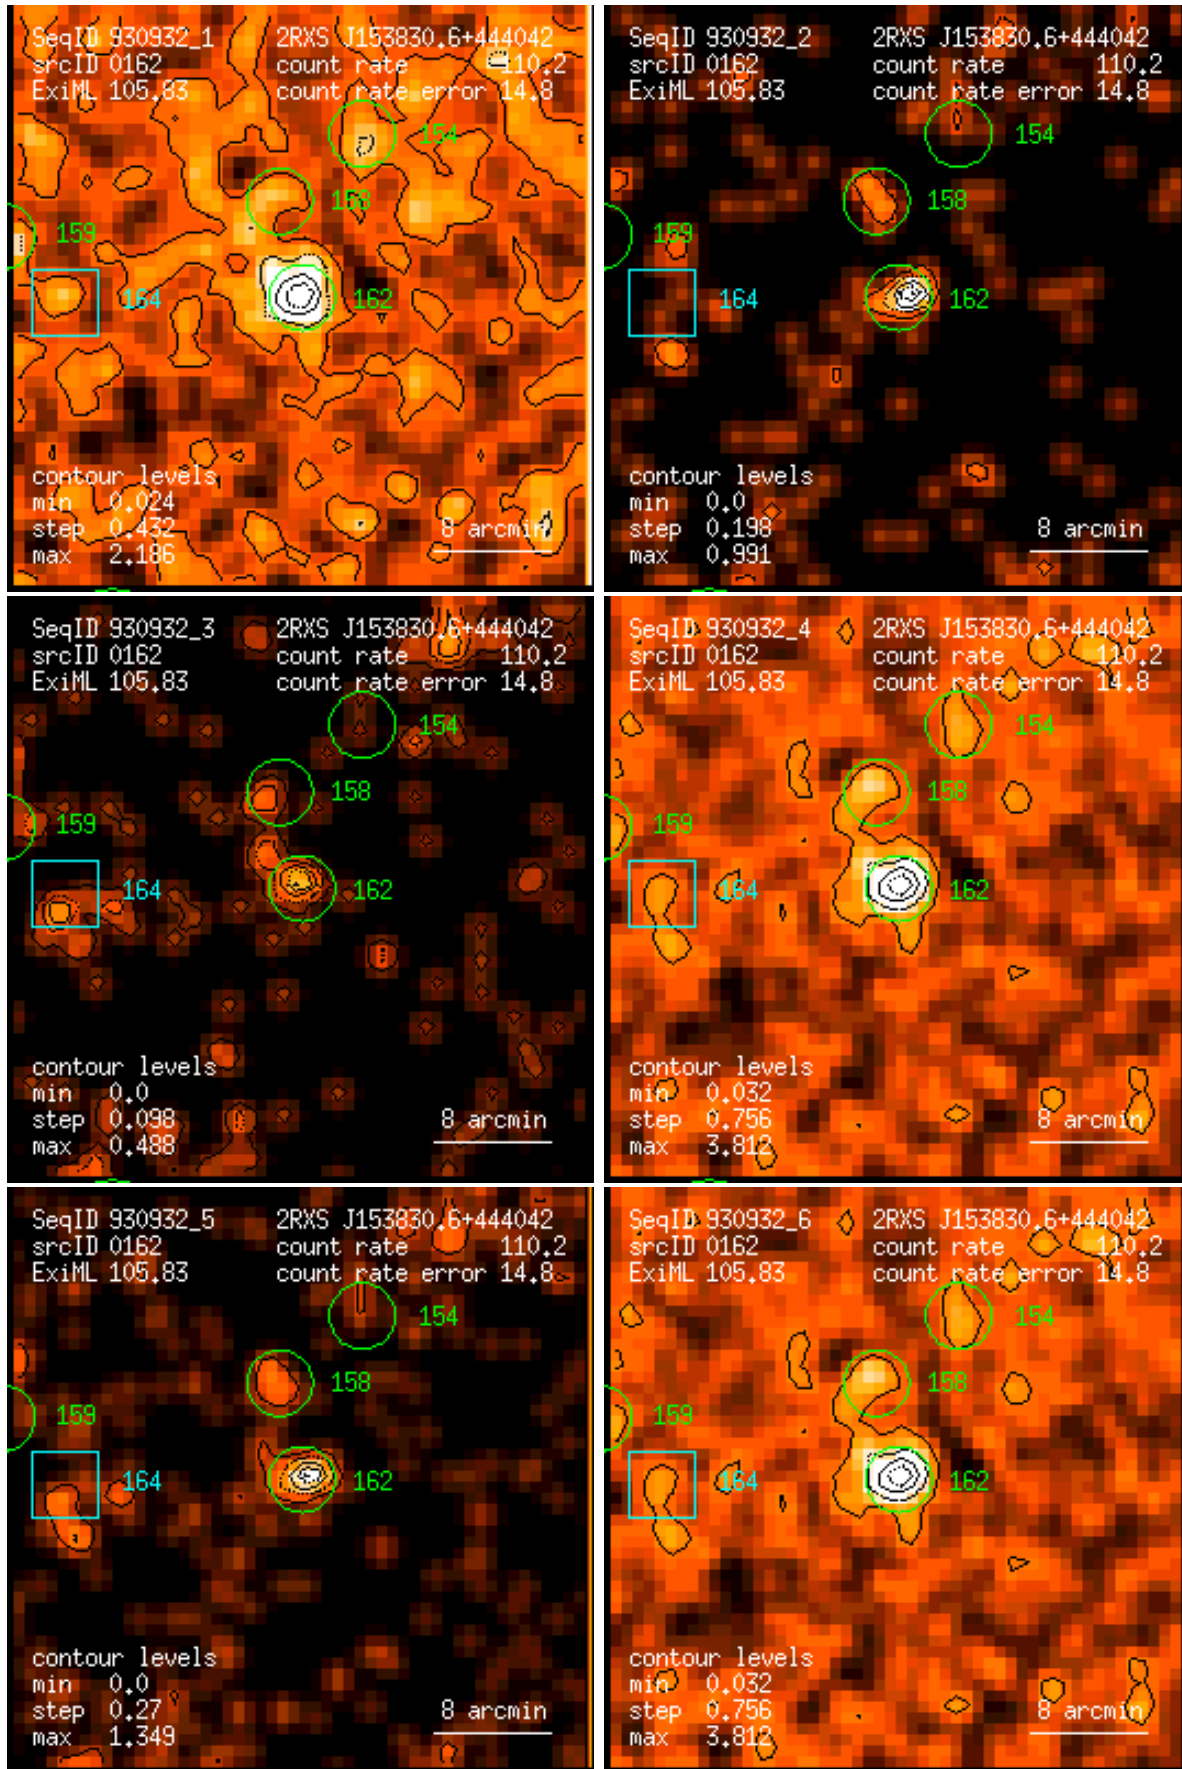 SeqID 930932_1 2RXS J153830.6+444042
srcID 0162 count rate 110.2
ExiML 105.83 count rate error 14.8
154
158
159
164
162
contour levels
min 0.024
step 0.432
max 2.186
8 arcmin
SeqID 930932_2 2RXS J153830.6+444042
srcID 0162 count rate 110.2
ExiML 105.83 count rate error 14.8
154
158
159
164
162
contour levels
min 0.0
step 0.198
max 0.991
8 arcmin
SeqID 930932_3 2RXS J153830.6+444042
srcID 0162 count rate 110.2
ExiML 105.83 count rate error 14.8
154
158
159
164
162
contour levels
min 0.0
step 0.098
max 0.488
8 arcmin
SeqID 930932_4 2RXS J153830.6+444042
srcID 0162 count rate 110.2
ExiML 105.83 count rate error 14.8
154
158
159
164
162
contour levels
min 0.032
step 0.756
max 3.812
8 arcmin
SeqID 930932_5 2RXS J153830.6+444042
srcID 0162 count rate 110.2
ExiML 105.83 count rate error 14.8
154
158
159
164
162
contour levels
min 0.0
step 0.27
max 1.349
8 arcmin
SeqID 930932_6 2RXS J153830.6+444042
srcID 0162 count rate 110.2
ExiML 105.83 count rate error 14.8
154
158
159
164
162
contour levels
min 0.032
step 0.756
max 3.812
8 arcmin